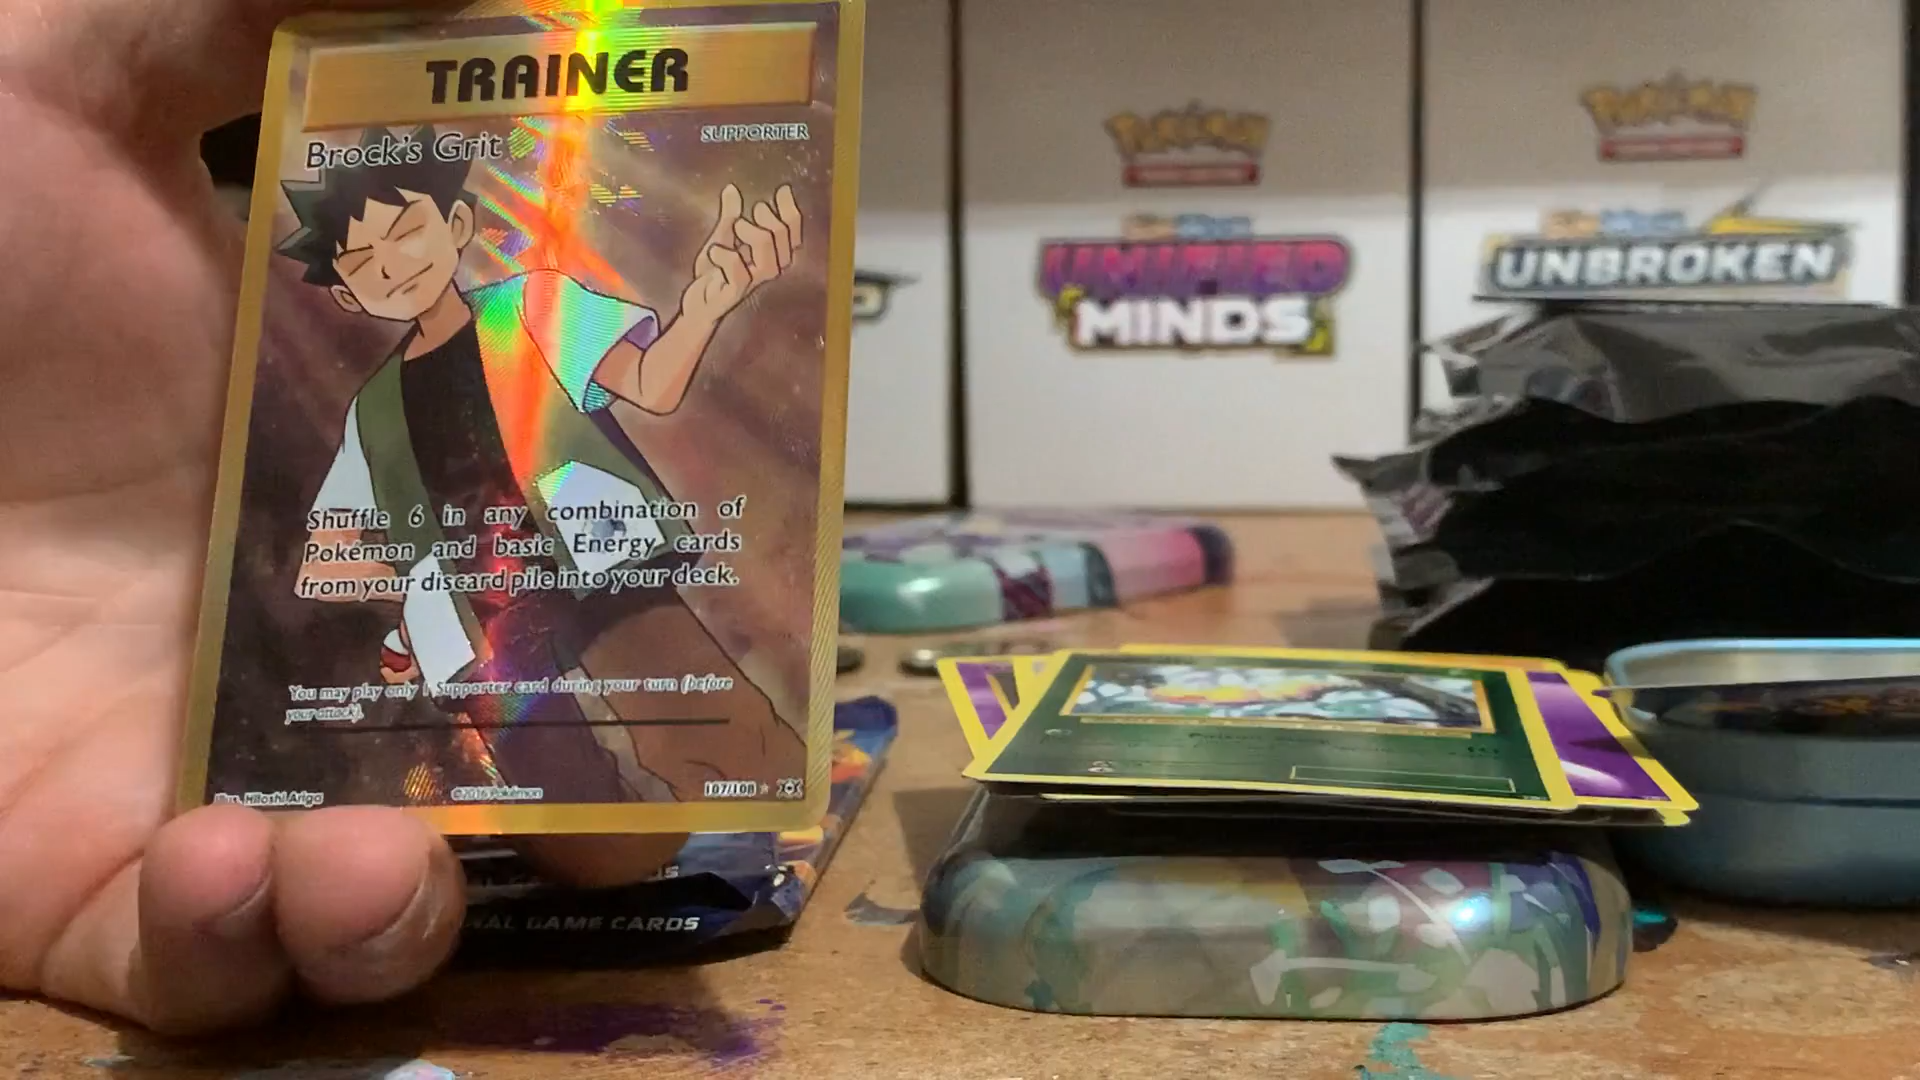 TRAINER
Brock's Grit
SUPPORTER
Shuffle 6 in any combination of
Pokémon and basic Energy cards
from your discard pile into your deck.
You may play only 1 Supporter card during your turn (before
your attack).
Illus. Hitoshi Ariga
©2016 Pokémon
107/108
GAME CARDS
POKÉMON
UNIFIED
MINDS
POKÉMON
UNBROKEN